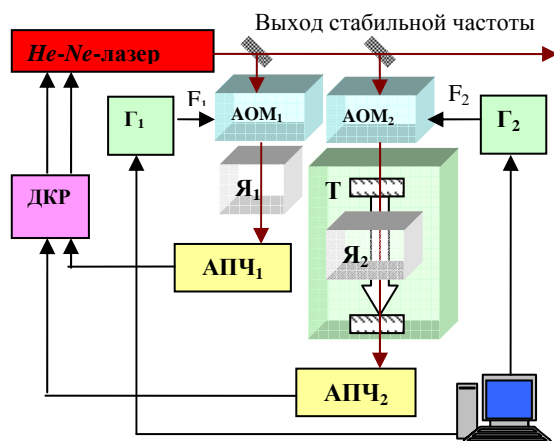 Выход стабильной частоты
He-Ne-лазер
F₁
F₂
Г₁
АОМ₁
АОМ₂
Г₂
Я₁
Т
ДКР
Я₂
АПЧ₁
АПЧ₂